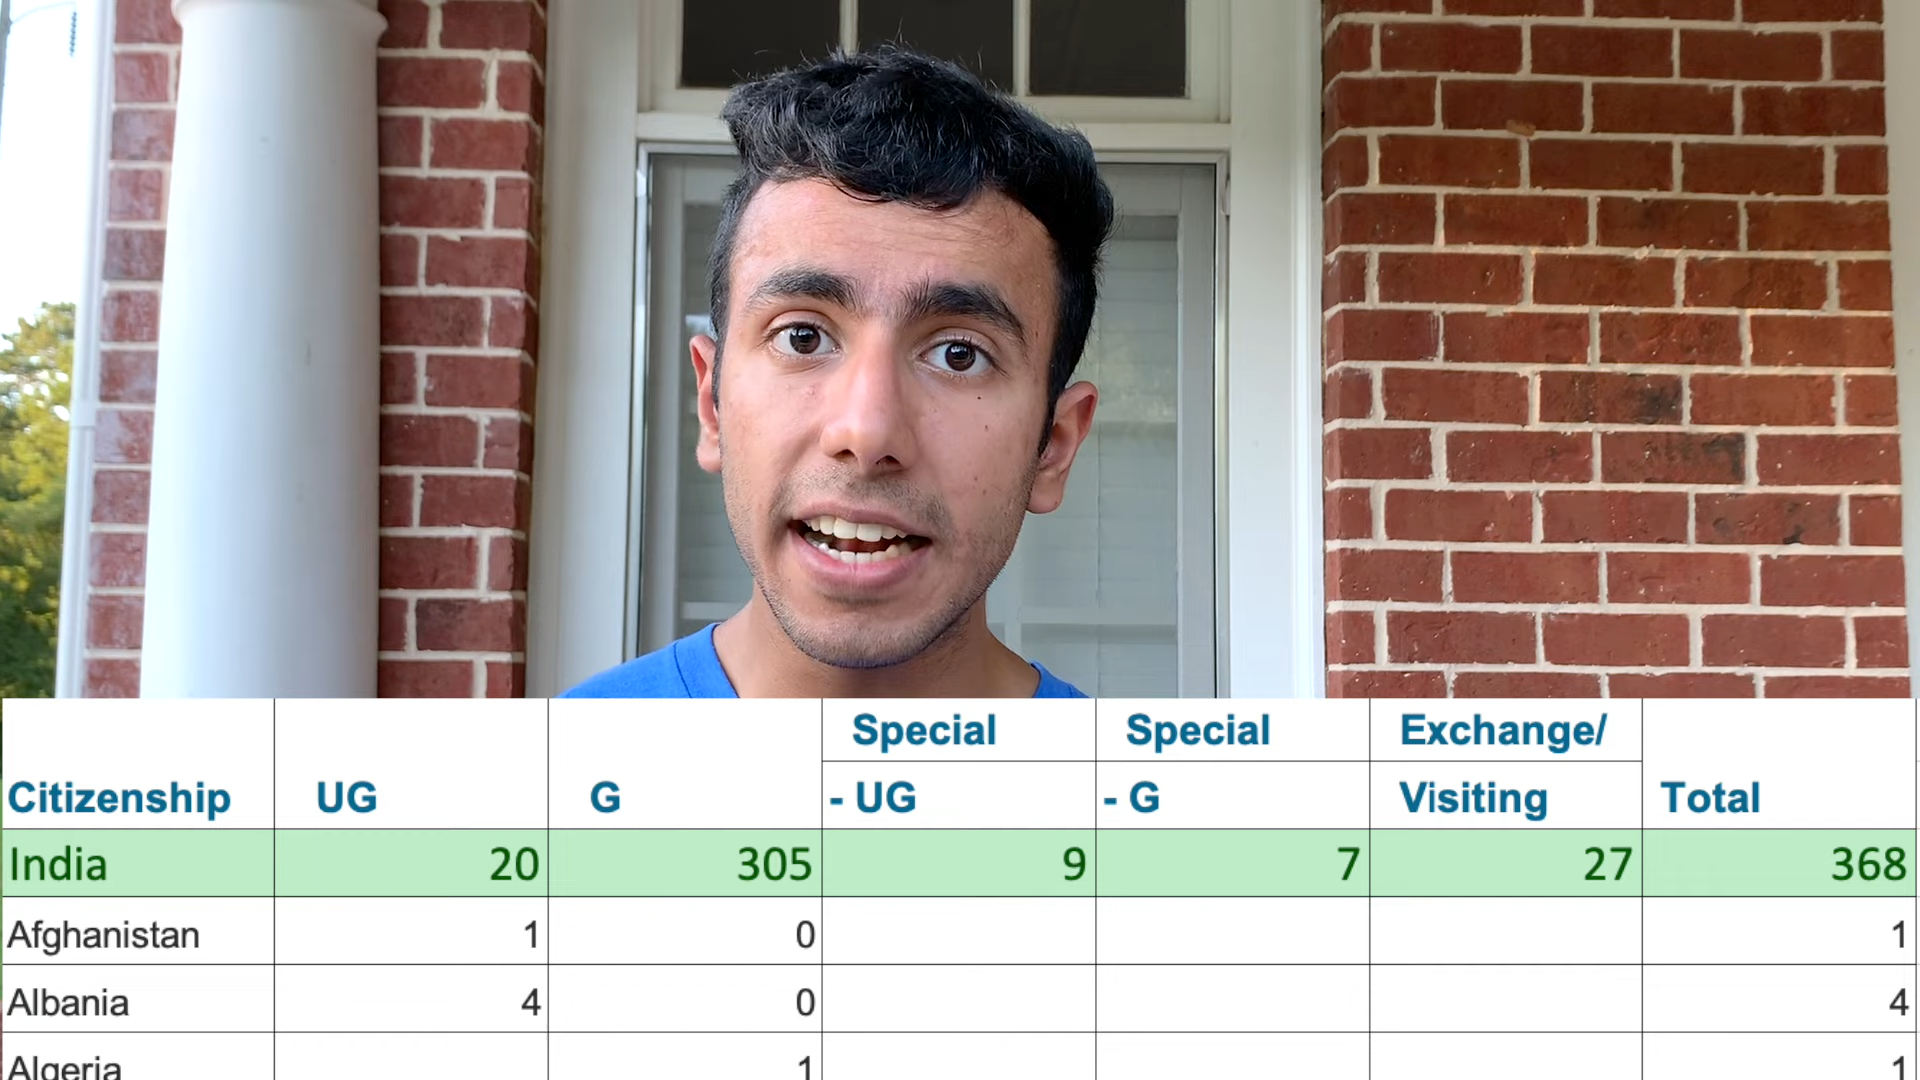 Special Special Exchange/
Citizenship UG G - UG - G Visiting Total
India 20 305 9 7 27 368
Afghanistan 1 0 1
Albania 4 0 4
Algeria 1 1